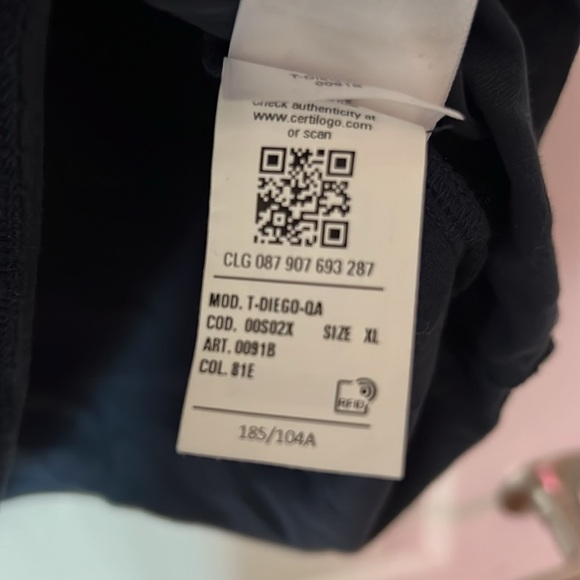 0091B
check authenticity at
www.certilogo.com
or scan
CLG 087 907 693 287
MOD. T-DIEGO-QA
COD. 00S02X SIZE XL
ART. 0091B
COL. 81E
RFID
185/104A